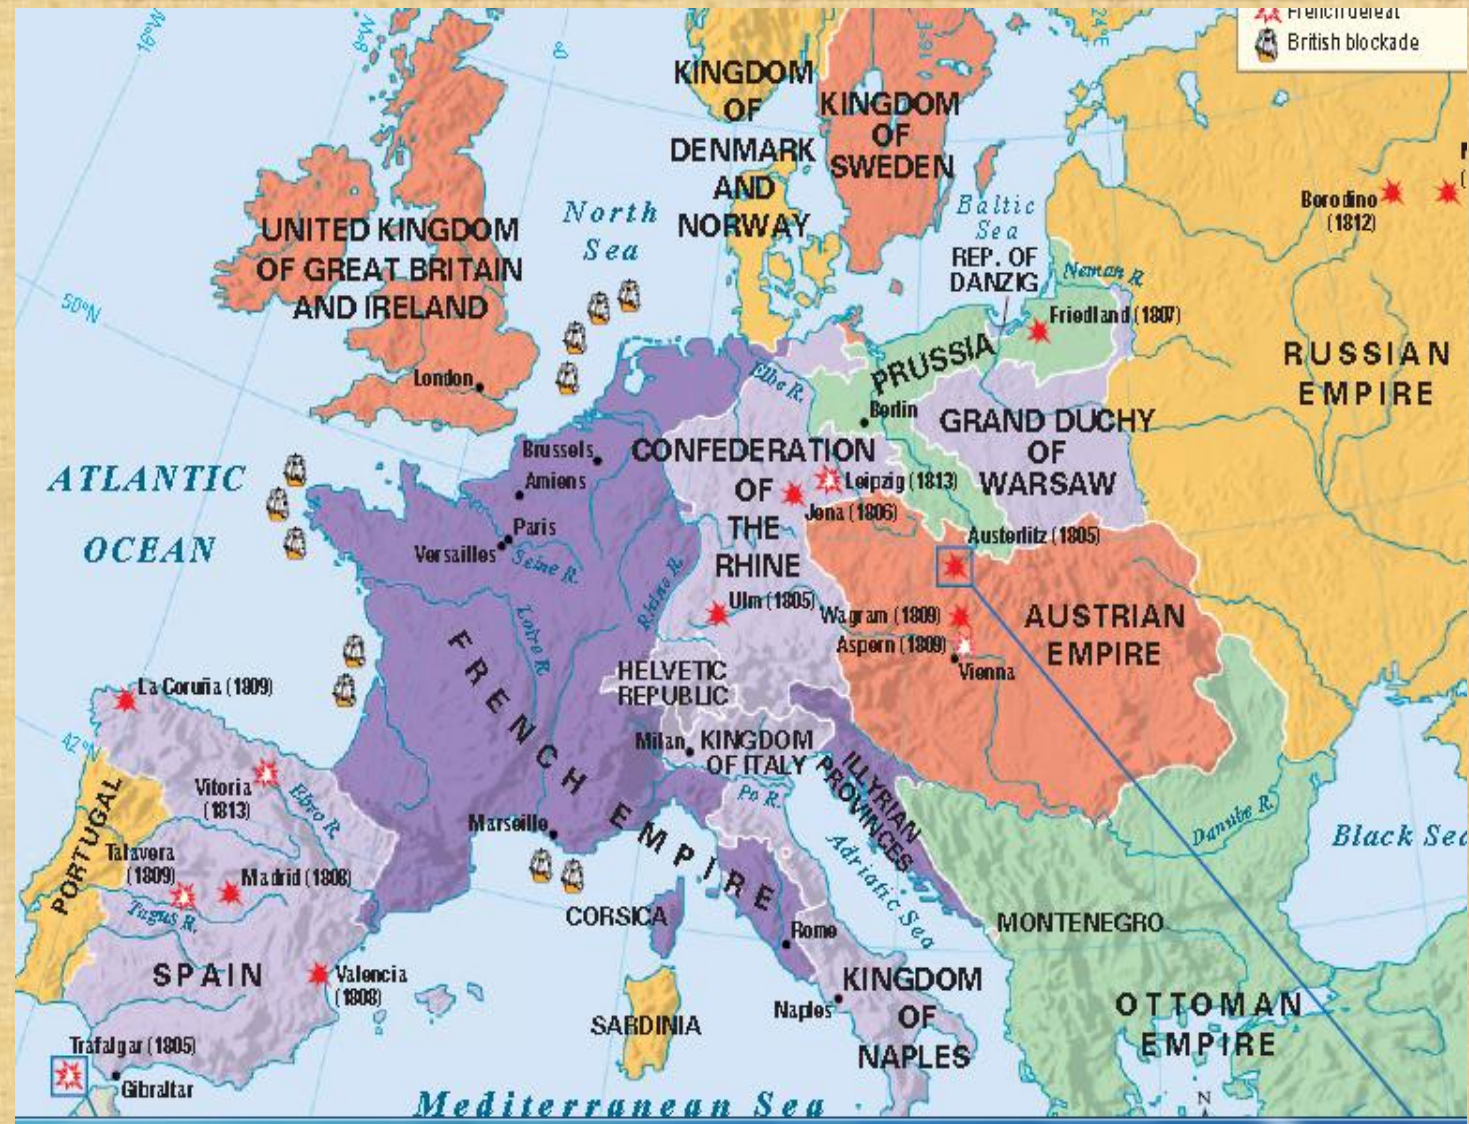 French defeat
British blockade
16°W
8°W
0°
16°E
24°E
50°N
42°N
KINGDOM
OF
DENMARK
AND
NORWAY
KINGDOM
OF
SWEDEN
UNITED KINGDOM
OF GREAT BRITAIN
AND IRELAND
London
North
Sea
Baltic
Sea
REP. OF
DANZIG
Neman R.
Friedland (1807)
Borodino
(1812)
RUSSIAN
EMPIRE
PRUSSIA
Berlin
Elbe R.
GRAND DUCHY
OF
WARSAW
CONFEDERATION
OF
THE
RHINE
Leipzig (1813)
Jena (1806)
Austerlitz (1805)
Ulm (1805)
Wagram (1809)
Aspern (1809)
Vienna
AUSTRIAN
EMPIRE
Brussels
Amiens
Paris
Versailles
Seine R.
Loire R.
Rhine R.
ATLANTIC
OCEAN
FRENCH EMPIRE
HELVETIC
REPUBLIC
Milan
KINGDOM
OF ITALY
Po R.
ILLYRIAN
PROVINCES
Adriatic Sea
Marseille
CORSICA
Rome
Naples
KINGDOM
OF
NAPLES
SARDINIA
MONTENEGRO
OTTOMAN
EMPIRE
Danube R.
Black Sea
La Coruña (1809)
Vitoria
(1813)
Ebro R.
PORTUGAL
Talavera
(1809)
Madrid (1808)
Tagus R.
SPAIN
Valencia
(1808)
Trafalgar (1805)
Gibraltar
Mediterranean Sea
N